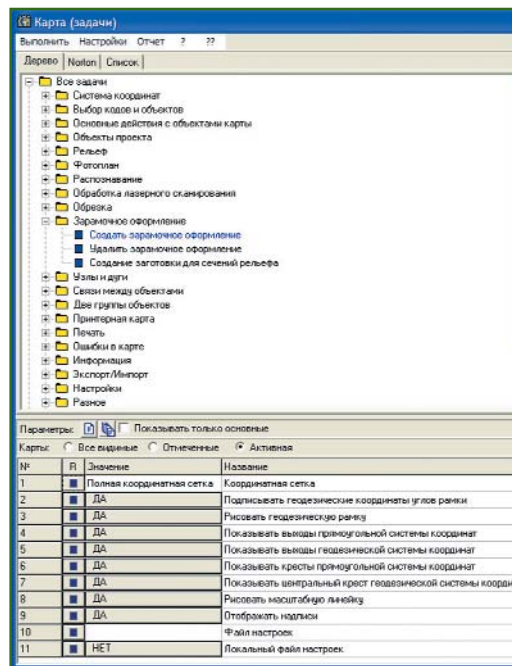 Карта (задачи)
Выполнить Настройки Отчет ? ??
Дерево Norton Список
Все задачи
Система координат
Выбор кодов и объектов
Основные действия с объектами карты
Объекты проекта
Рельеф
Фотоплан
Распознавание
Обработка лазерного сканирования
Обрезка
Зарамочное оформление
Создать зарамочное оформление
Удалить зарамочное оформление
Создание заготовки для сечений рельефа
Узлы и дуги
Связи между объектами
Две группы объектов
Принтерная карта
Печать
Ошибки в карте
Информация
Экспорт/Импорт
Настройки
Разное
Параметры: Показывать только основные
Карты: Все видимые Отмеченные Активная
№ R Значение Название
1 Полная координатная сетка Координатная сетка
2 ДА Подписывать геодезические координаты углов рамки
3 ДА Рисовать геодезическую рамку
4 ДА Показывать выходы прямоугольной системы координат
5 ДА Показывать выходы геодезической системы координат
6 ДА Показывать кресты прямоугольной системы координат
7 ДА Показывать центральный крест геодезической системы коорди
8 ДА Рисовать масштабную линейку
9 ДА Отображать надписи
10 Файл настроек
11 НЕТ Локальный файл настроек